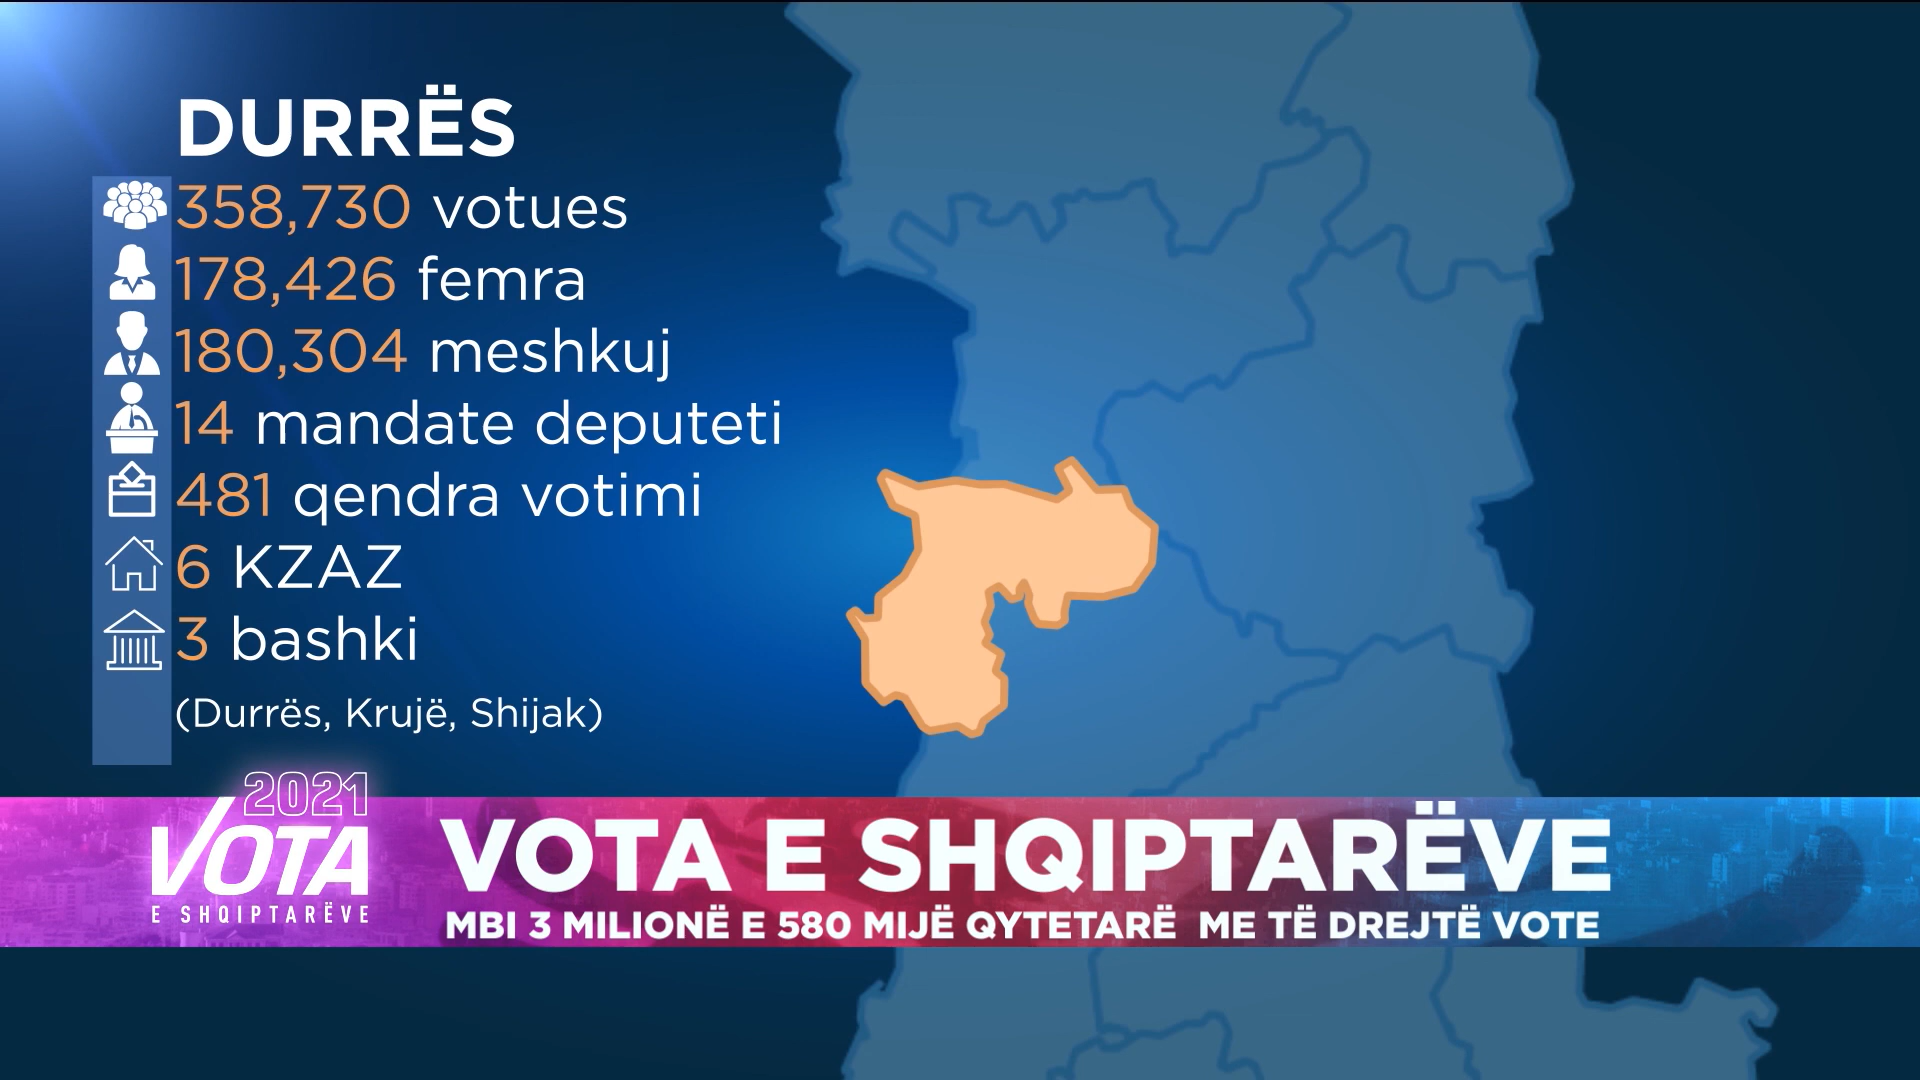 DURRËS
358,730 votues
178,426 femra
180,304 meshkuj
14 mandate deputeti
481 qendra votimi
6 KZAZ
3 bashki
(Durrës, Krujë, Shijak)
2021
VOTA
E SHQIPTARËVE
VOTA E SHQIPTARËVE
MBI 3 MILIONË E 580 MIJË QYTETARË ME TË DREJTË VOTE